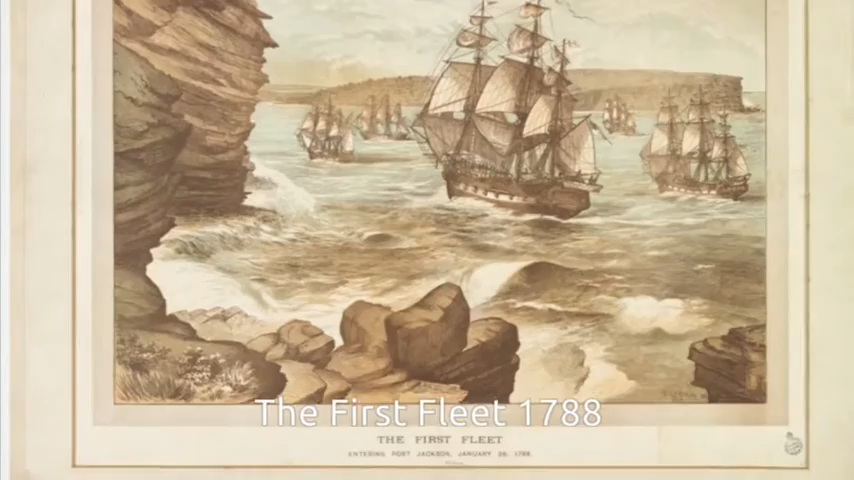 The First Fleet 1788
THE FIRST FLEET
ENTERING PORT JACKSON, JANUARY 26, 1788.